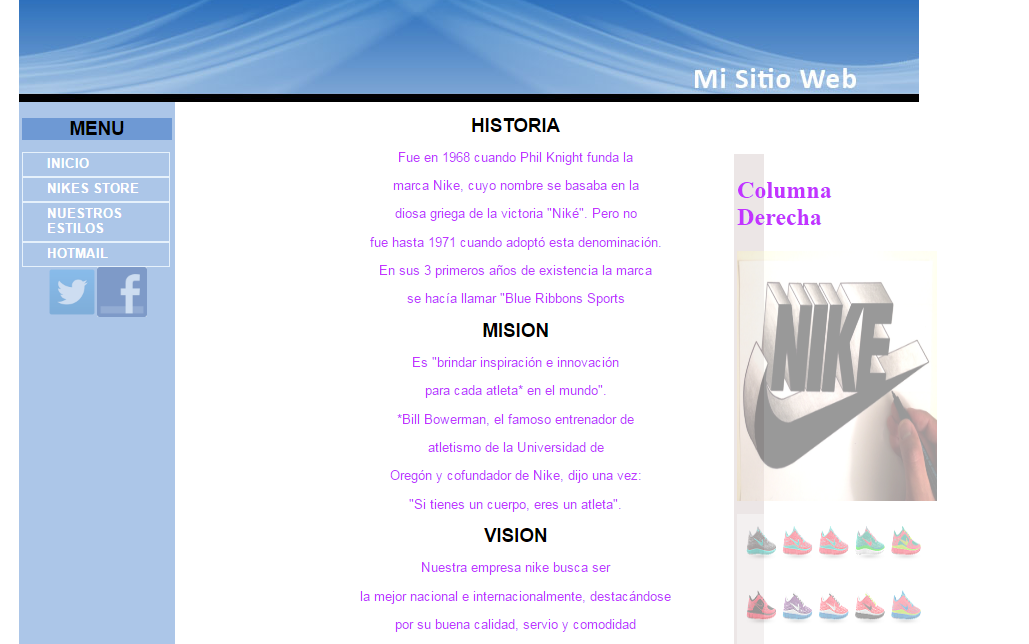 Mi Sitio Web
MENU
INICIO
NIKES STORE
NUESTROS
ESTILOS
HOTMAIL
HISTORIA
Fue en 1968 cuando Phil Knight funda la
marca Nike, cuyo nombre se basaba en la
diosa griega de la victoria "Niké". Pero no
fue hasta 1971 cuando adoptó esta denominación.
En sus 3 primeros años de existencia la marca
se hacía llamar "Blue Ribbons Sports
MISION
Es "brindar inspiración e innovación
para cada atleta* en el mundo".
*Bill Bowerman, el famoso entrenador de
atletismo de la Universidad de
Oregón y cofundador de Nike, dijo una vez:
"Si tienes un cuerpo, eres un atleta".
VISION
Nuestra empresa nike busca ser
la mejor nacional e internacionalmente, destacándose
por su buena calidad, servio y comodidad
Columna
Derecha
NIKE